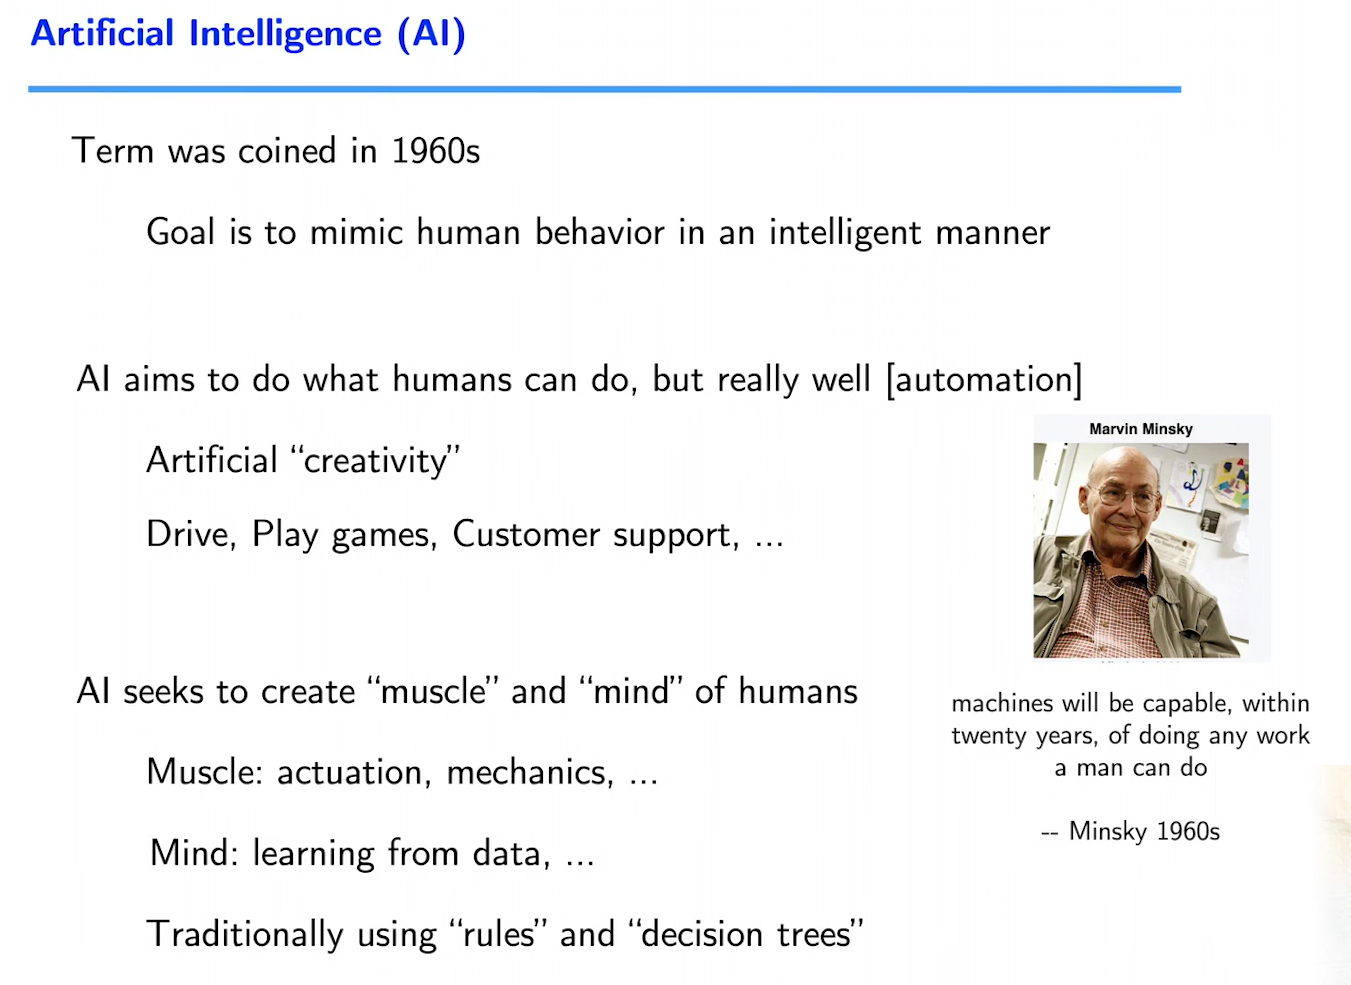 Artificial Intelligence (AI)
Term was coined in 1960s
Goal is to mimic human behavior in an intelligent manner
AI aims to do what humans can do, but really well [automation]
Artificial “creativity”
Drive, Play games, Customer support, ...
Marvin Minsky
AI seeks to create “muscle” and “mind” of humans
Muscle: actuation, mechanics, ...
Mind: learning from data, ...
Traditionally using “rules” and “decision trees”
machines will be capable, within
twenty years, of doing any work
a man can do
-- Minsky 1960s